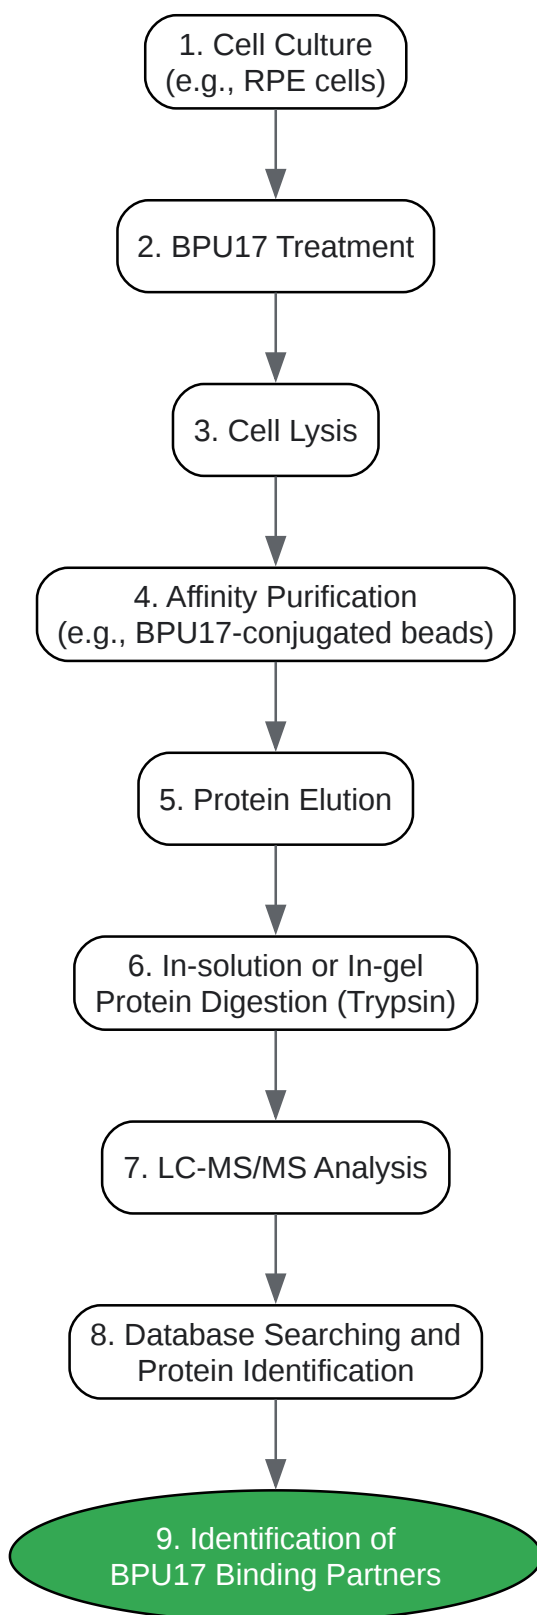 1. Cell Culture
(e.g., RPE cells)
2. BPU17 Treatment
3. Cell Lysis
4. Affinity Purification
(e.g., BPU17-conjugated beads)
5. Protein Elution
6. In-solution or In-gel
Protein Digestion (Trypsin)
7. LC-MS/MS Analysis
8. Database Searching and
Protein Identification
9. Identification of
BPU17 Binding Partners